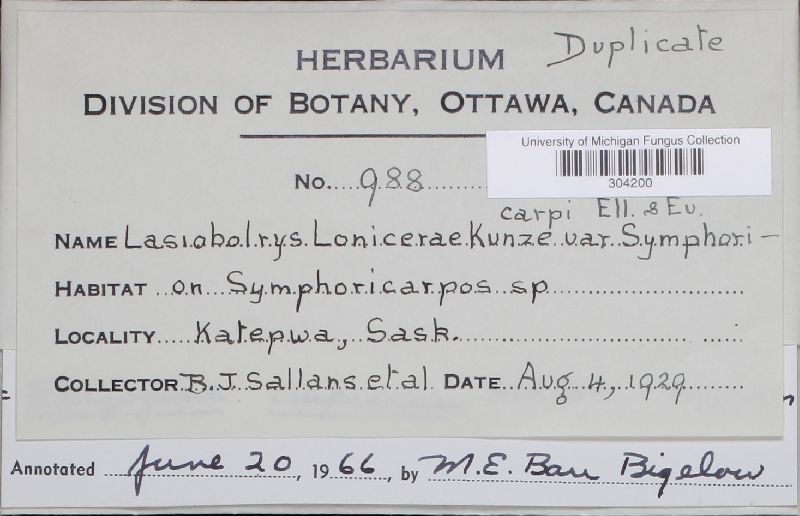 HERBARIUM Duplicate
DIVISION OF BOTANY, OTTAWA, CANADA
University of Michigan Fungus Collection
304200
No. 988
carpi Ell. & Ev.
NAME Lasiobotrys Lonicerae Kunze var. Symphori-
HABITAT on Symphoricarpos sp
LOCALITY Katepwa, Sask.
COLLECTOR B.J. Sallans et al DATE Aug 4, 1929
Annotated June 20, 1966, by M.E. Barr Bigelow